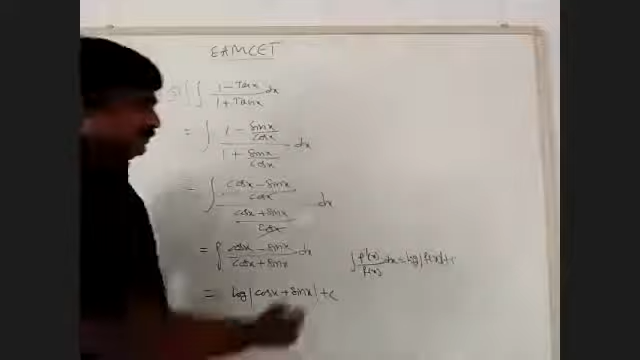 EAMCET
51) ∫ (1 - Tanx)/(1 + Tanx) dx
= ∫ (1 - Sinx/Cosx)/(1 + Sinx/Cosx) dx
= ∫ ((Cosx - Sinx)/Cosx)/((Cosx + Sinx)/Cosx) dx
= ∫ (Cosx - Sinx)/(Cosx + Sinx) dx
∫ f'(x)/f(x) dx = log|f(x)| + c
= log|Cosx + Sinx| + c